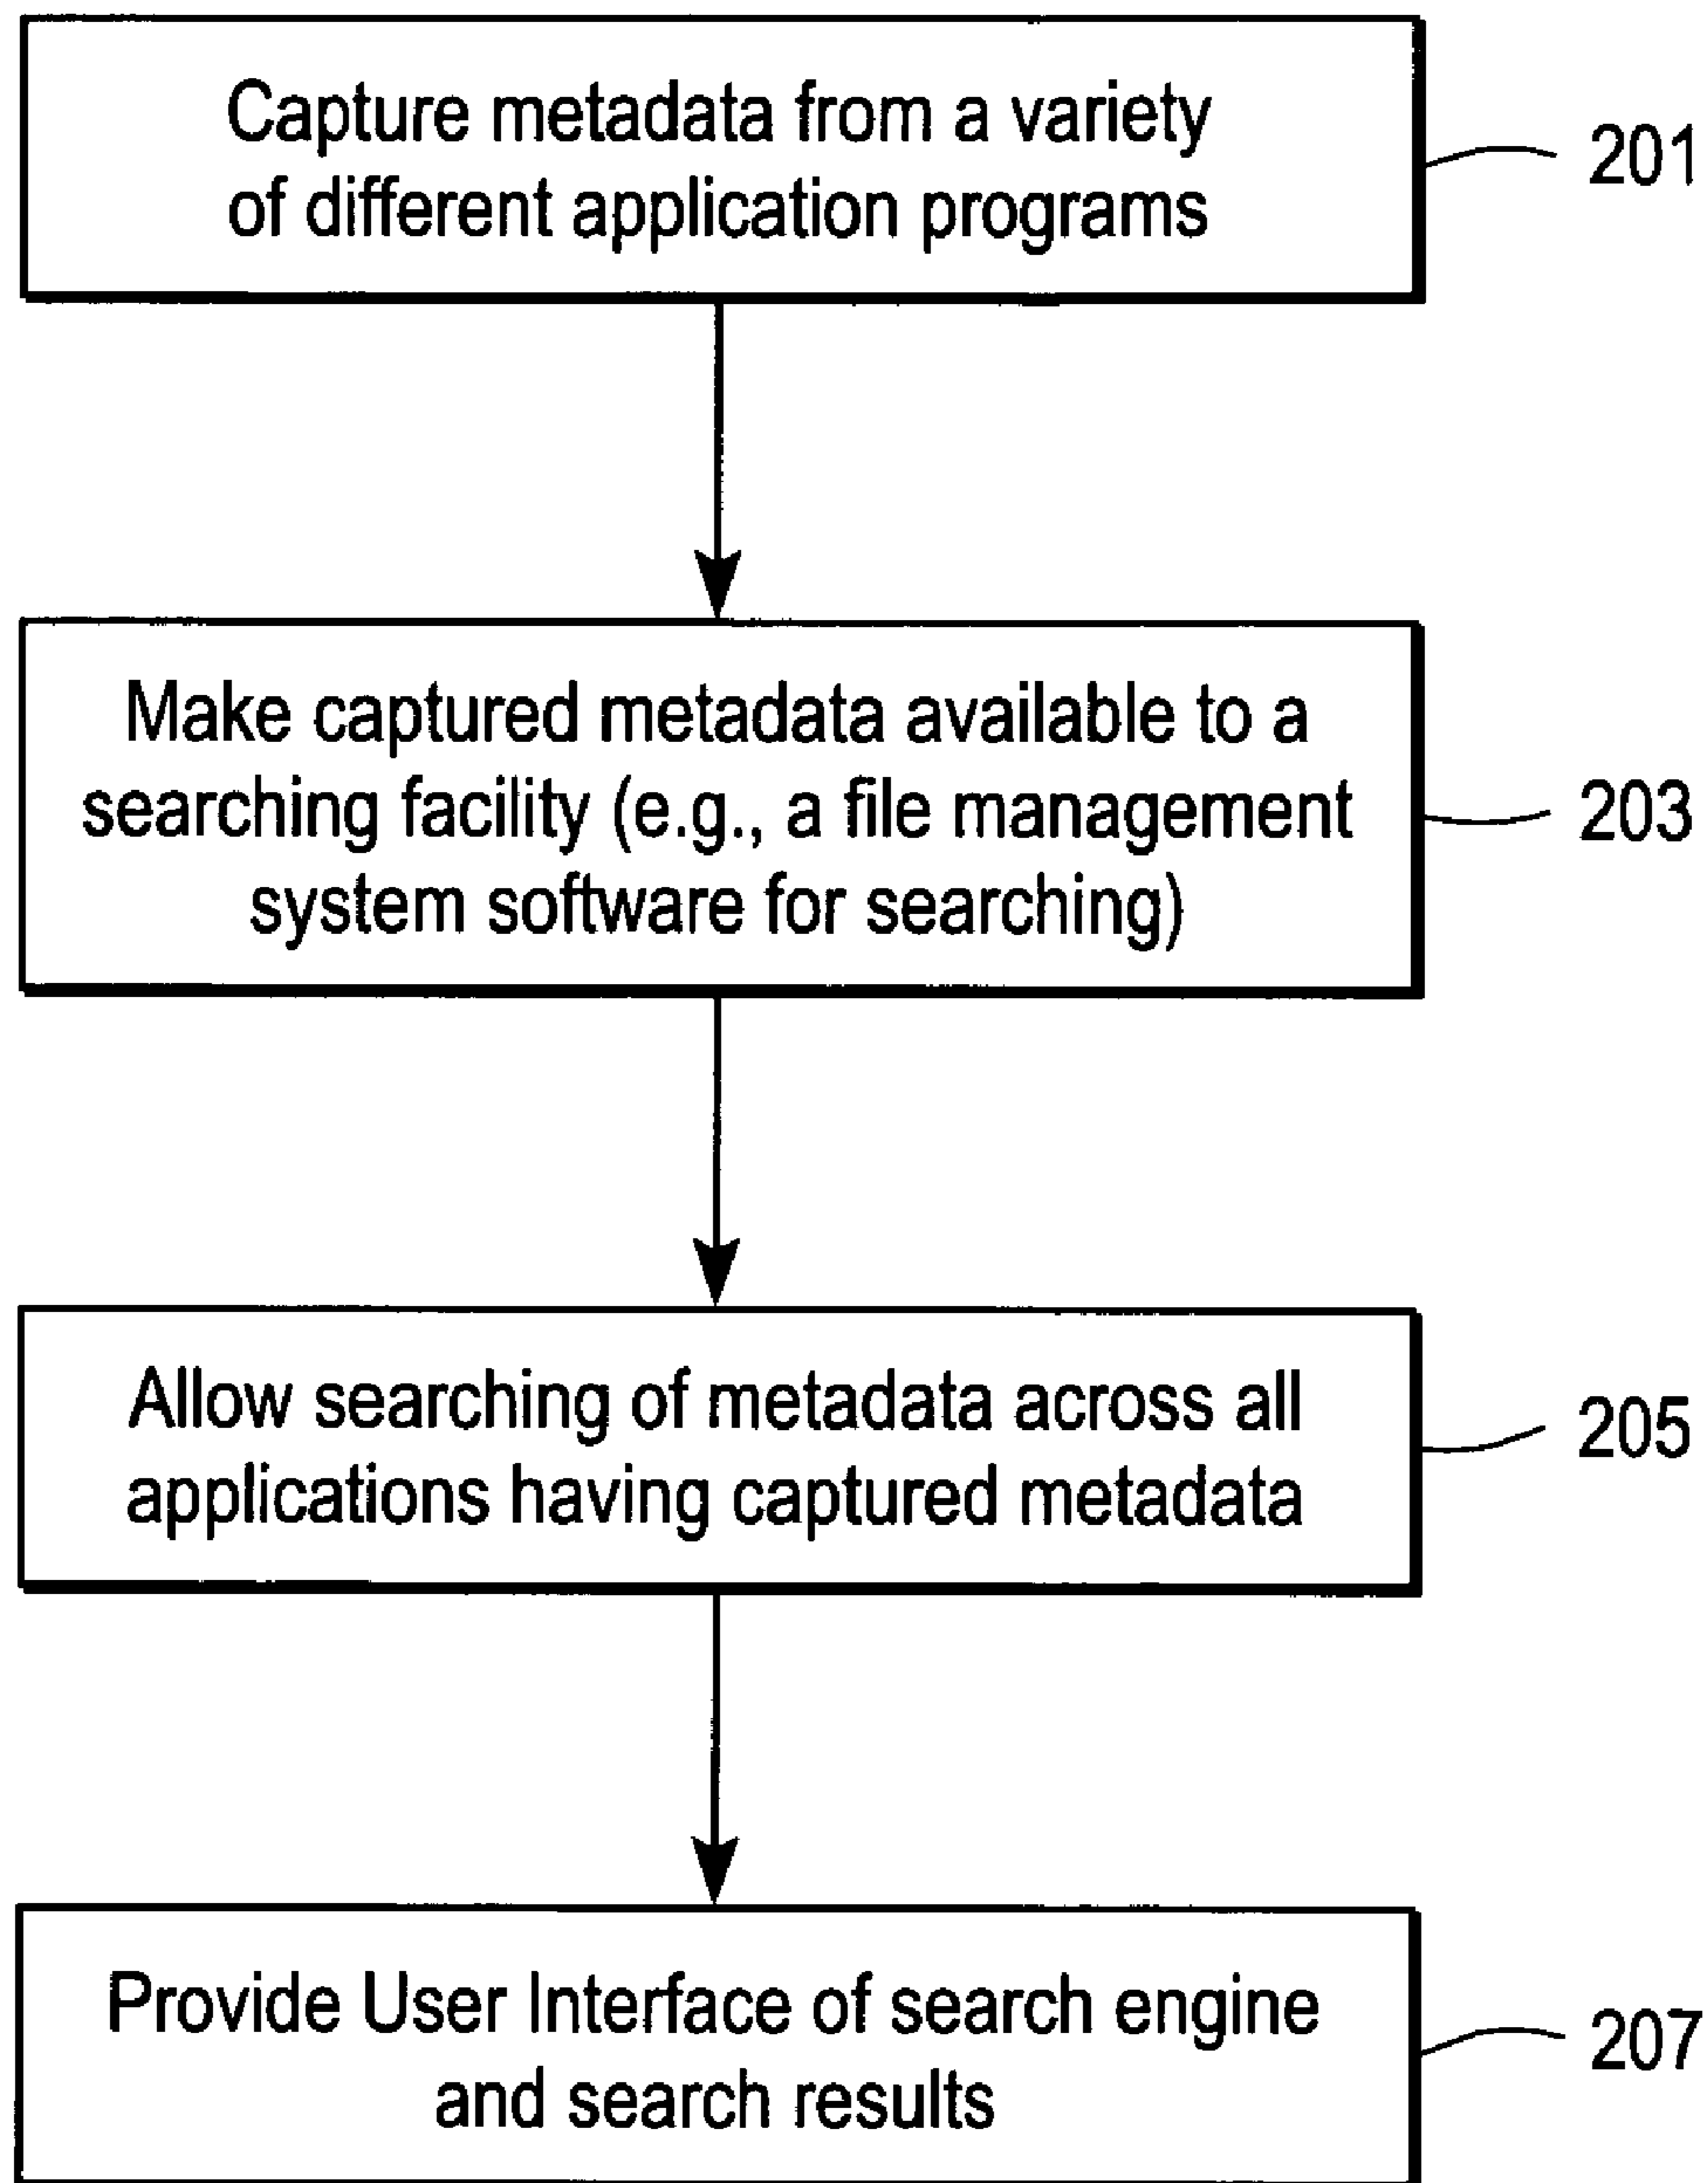 Capture metadata from a variety
of different application programs
201
Make captured metadata available to a
searching facility (e.g., a file management
system software for searching)
203
Allow searching of metadata across all
applications having captured metadata
205
Provide User Interface of search engine
and search results
207